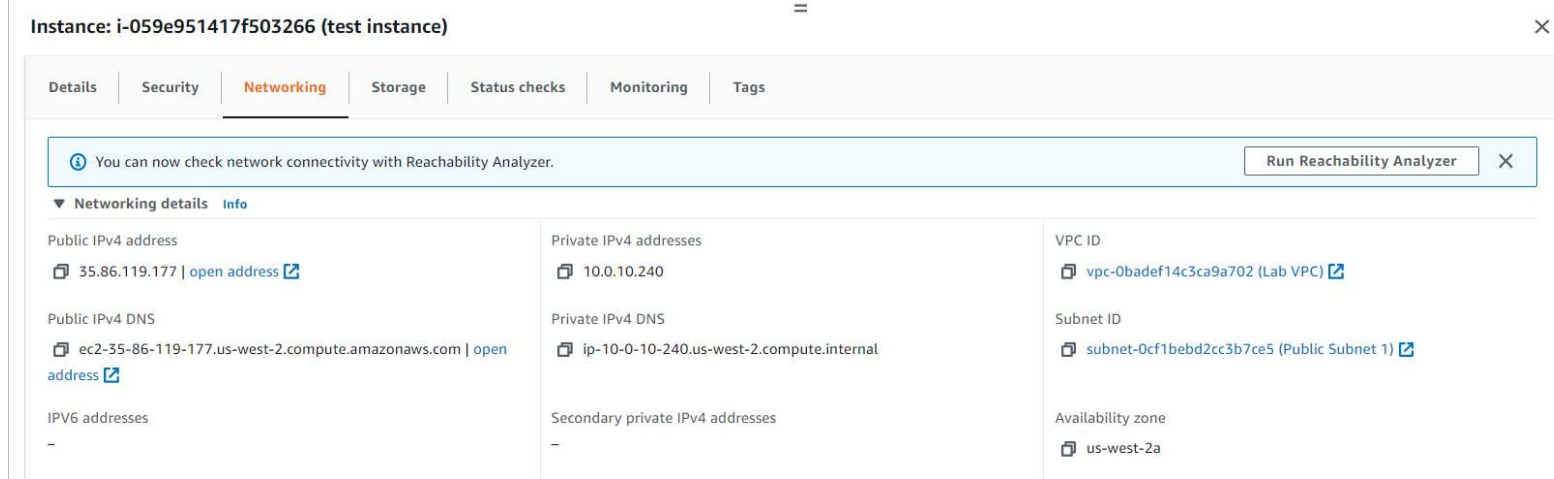 Instance: i-059e951417f503266 (test instance)
Details Security Networking Storage Status checks Monitoring Tags
You can now check network connectivity with Reachability Analyzer. Run Reachability Analyzer
Networking details Info
Public IPv4 address
35.86.119.177 | open address
Public IPv4 DNS
ec2-35-86-119-177.us-west-2.compute.amazonaws.com | open
address
IPV6 addresses
–
Private IPv4 addresses
10.0.10.240
Private IPv4 DNS
ip-10-0-10-240.us-west-2.compute.internal
Secondary private IPv4 addresses
–
VPC ID
vpc-0badef14c3ca9a702 (Lab VPC)
Subnet ID
subnet-0cf1bebd2cc3b7ce5 (Public Subnet 1)
Availability zone
us-west-2a